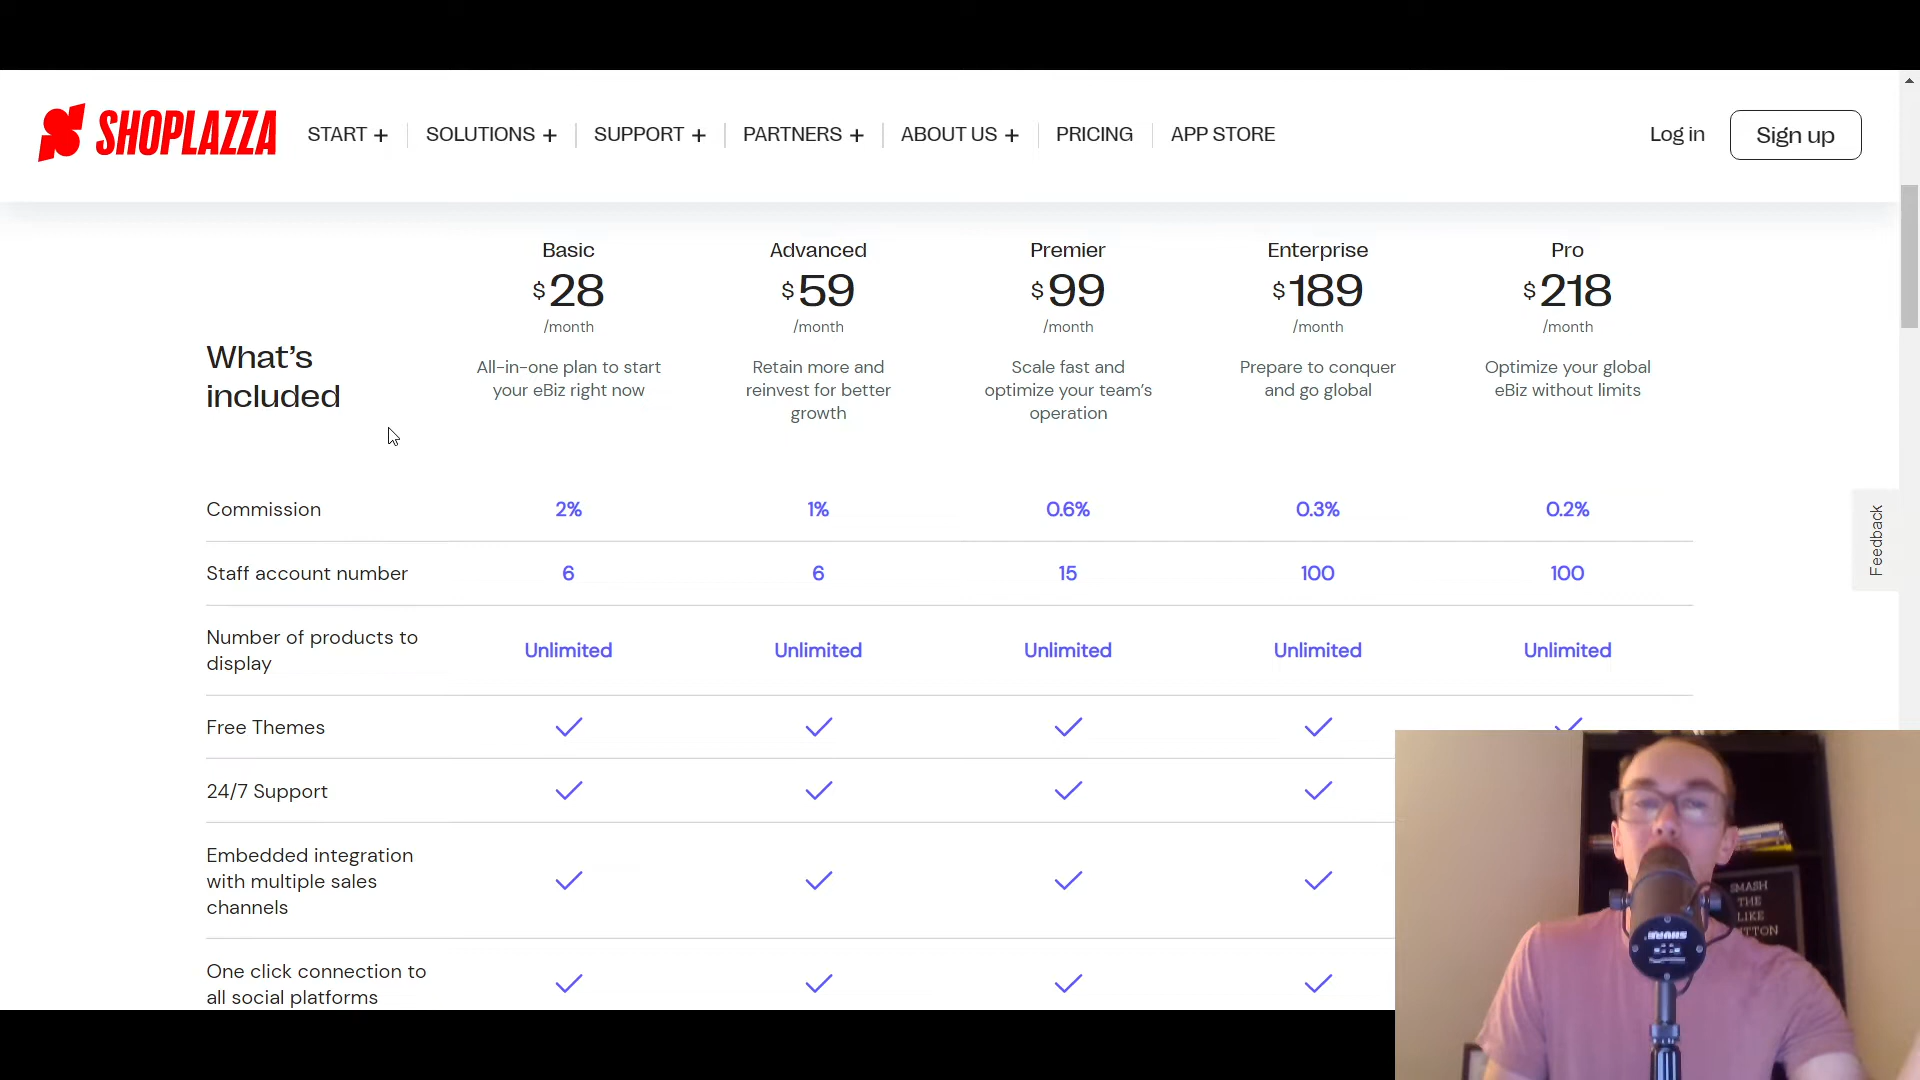 SHOPLAZZA
START +
SOLUTIONS +
SUPPORT +
PARTNERS +
ABOUT US +
PRICING
APP STORE
Log in
Sign up
What's
included
Basic
$28
/month
All-in-one plan to start
your eBiz right now
Advanced
$59
/month
Retain more and
reinvest for better
growth
Premier
$99
/month
Scale fast and
optimize your team's
operation
Enterprise
$189
/month
Prepare to conquer
and go global
Pro
$218
/month
Optimize your global
eBiz without limits
Commission 2% 1% 0.6% 0.3% 0.2%
Staff account number 6 6 15 100 100
Number of products to
display
Unlimited Unlimited Unlimited Unlimited Unlimited
Free Themes
24/7 Support
Embedded integration
with multiple sales
channels
One click connection to
all social platforms
Feedback
SMASH
THE
LIKE
TTON
SHURE